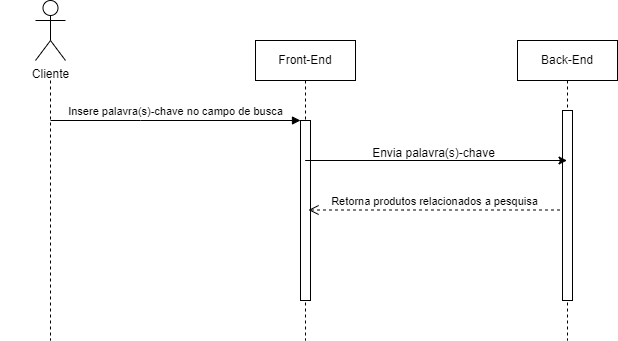 Cliente
Front-End
Back-End
Insere palavra(s)-chave no campo de busca
Envia palavra(s)-chave
Retorna produtos relacionados a pesquisa